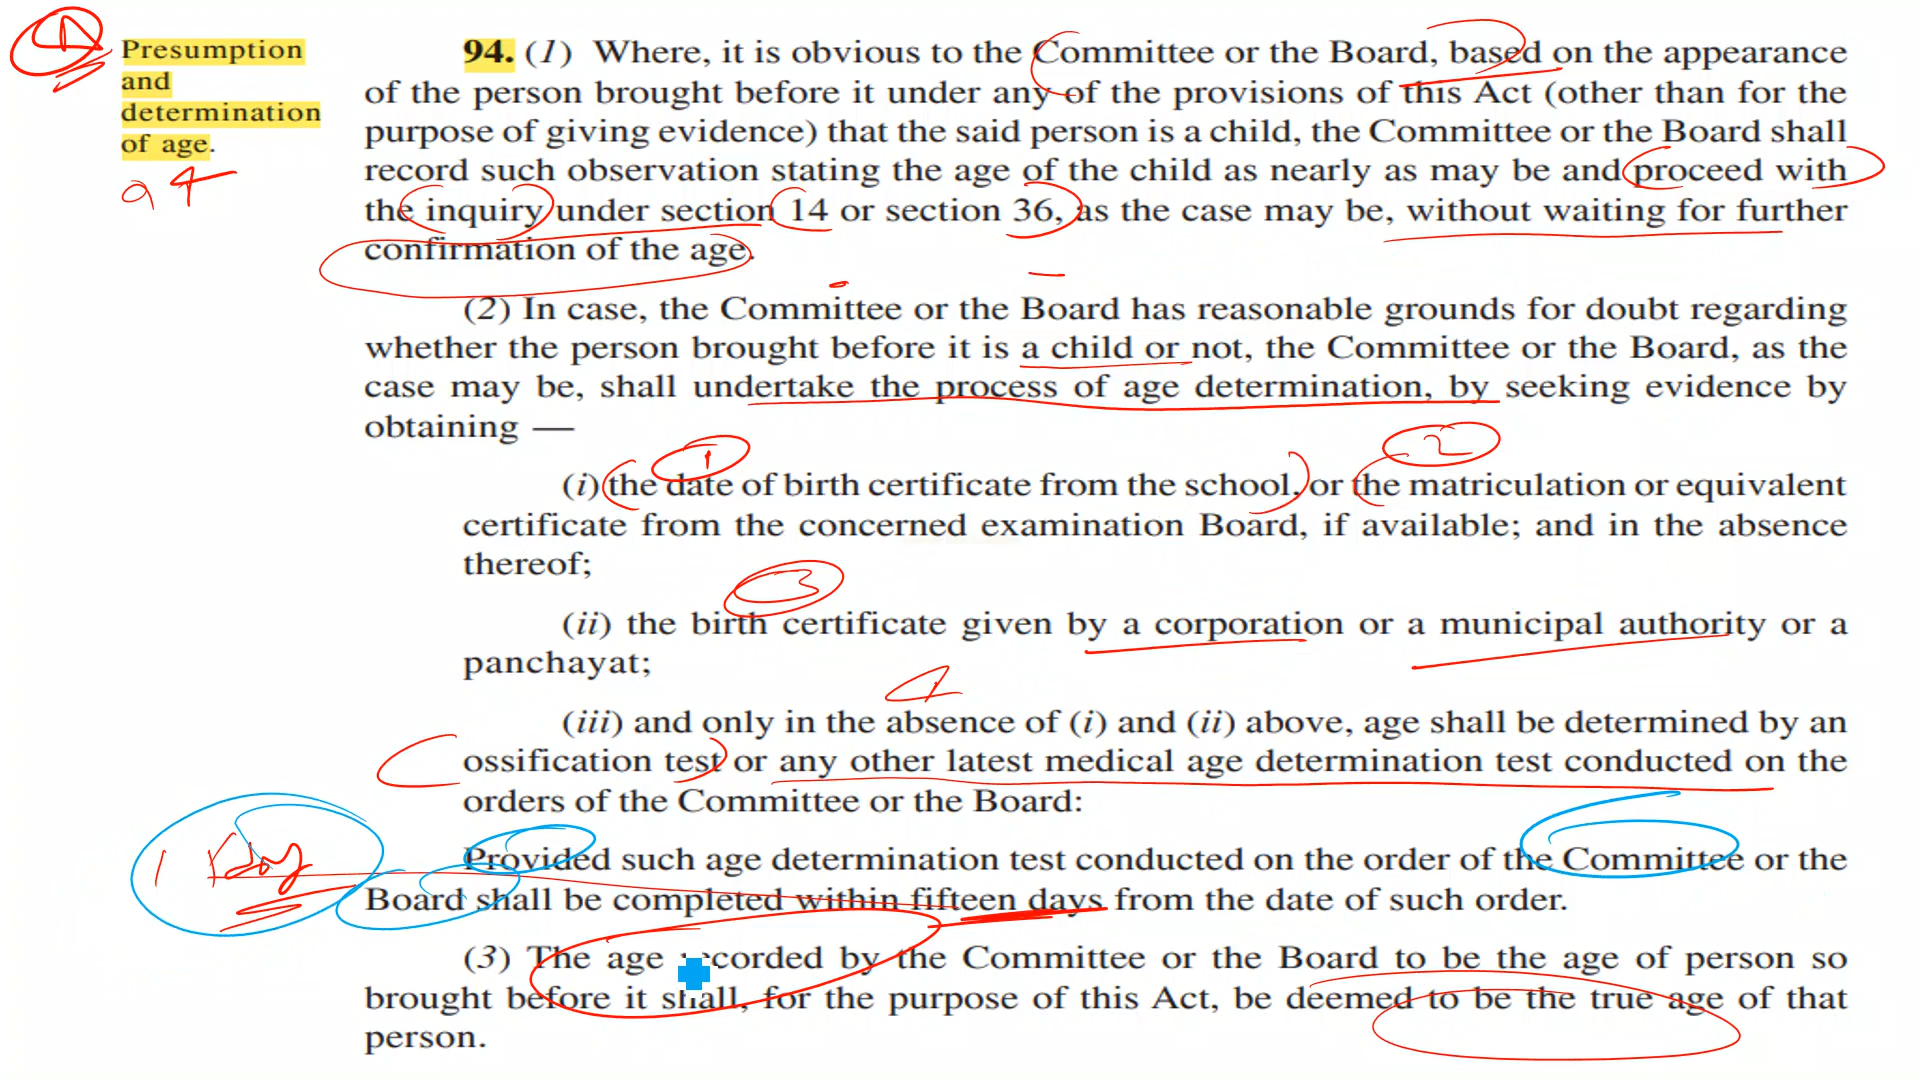 1
Presumption
and
determination
of age.
94
94. (1) Where, it is obvious to the Committee or the Board, based on the appearance
of the person brought before it under any of the provisions of this Act (other than for the
purpose of giving evidence) that the said person is a child, the Committee or the Board shall
record such observation stating the age of the child as nearly as may be and proceed with
the inquiry under section 14 or section 36, as the case may be, without waiting for further
confirmation of the age.
(2) In case, the Committee or the Board has reasonable grounds for doubt regarding
whether the person brought before it is a child or not, the Committee or the Board, as the
case may be, shall undertake the process of age determination, by seeking evidence by
obtaining —
1
2
(i) the date of birth certificate from the school, or the matriculation or equivalent
certificate from the concerned examination Board, if available; and in the absence
thereof;
3
(ii) the birth certificate given by a corporation or a municipal authority or a
panchayat;
4
(iii) and only in the absence of (i) and (ii) above, age shall be determined by an
ossification test or any other latest medical age determination test conducted on the
orders of the Committee or the Board:
Provided such age determination test conducted on the order of the Committee or the
Board shall be completed within fifteen days from the date of such order.
(3) The age recorded by the Committee or the Board to be the age of person so
brought before it shall, for the purpose of this Act, be deemed to be the true age of that
person.